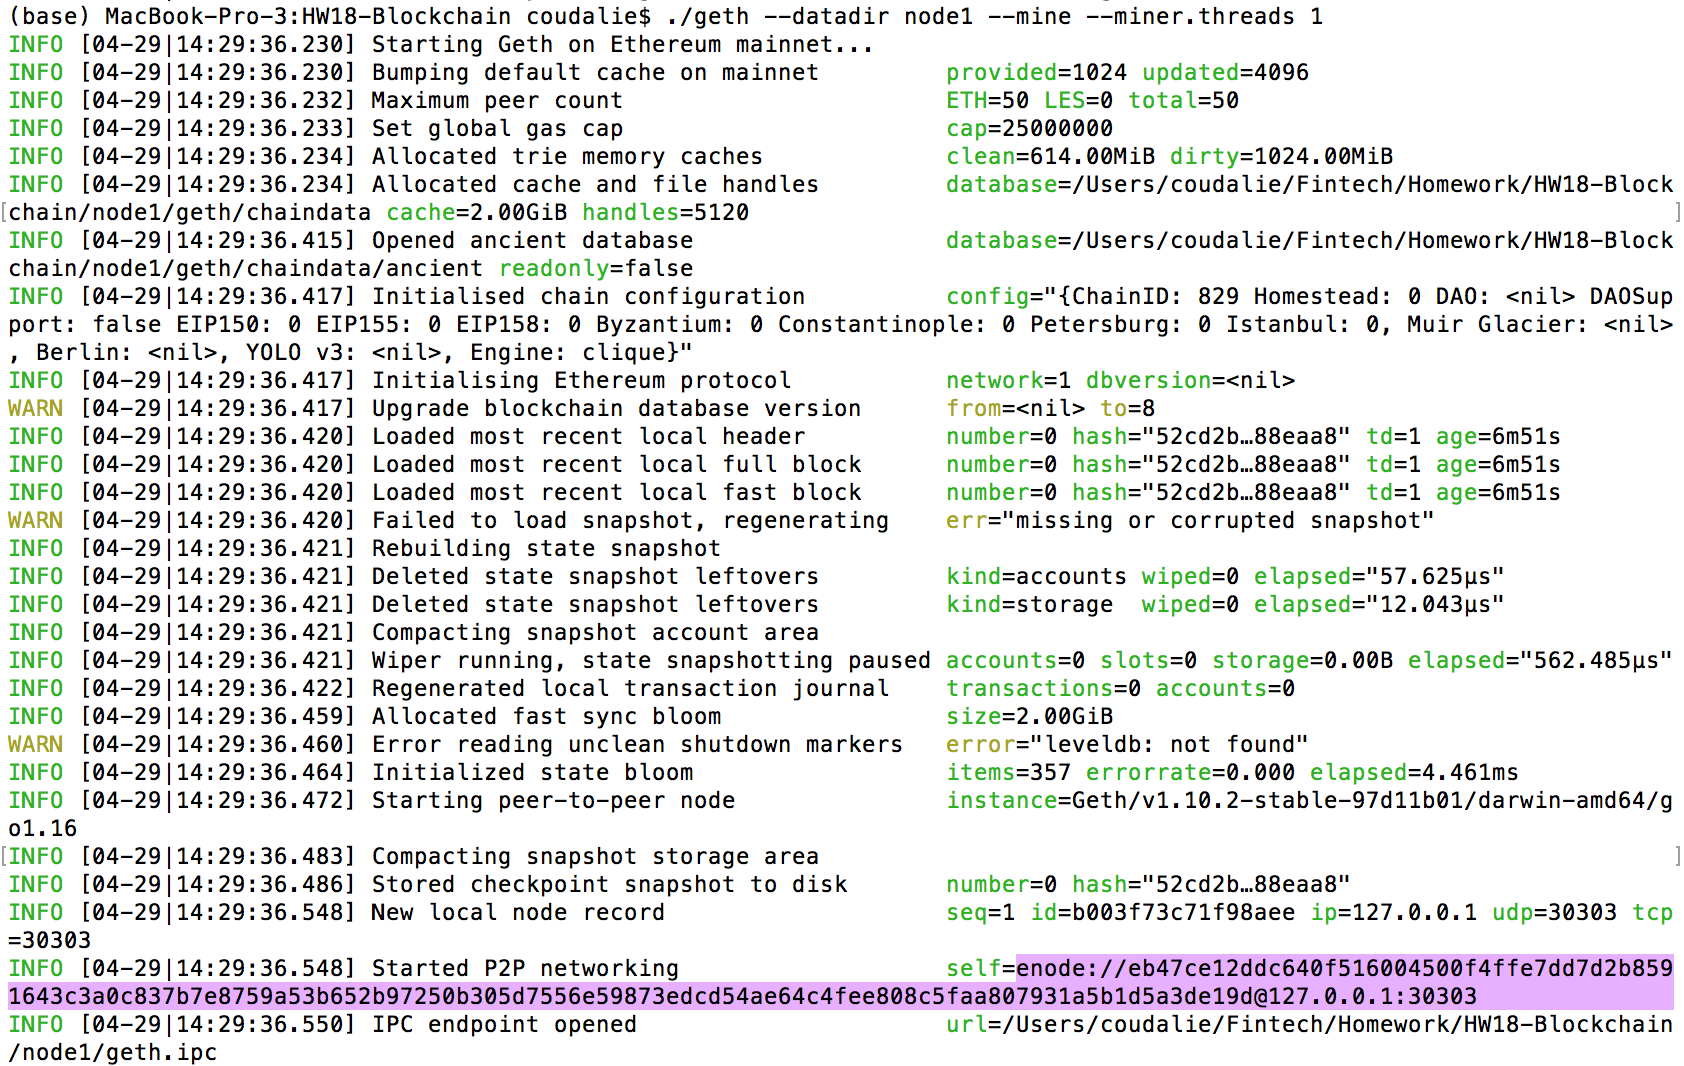 (base) MacBook-Pro-3:HW18-Blockchain coudalie$ ./geth --datadir node1 --mine --miner.threads 1
INFO [04-29|14:29:36.230] Starting Geth on Ethereum mainnet...
INFO [04-29|14:29:36.230] Bumping default cache on mainnet         provided=1024 updated=4096
INFO [04-29|14:29:36.232] Maximum peer count                       ETH=50 LES=0 total=50
INFO [04-29|14:29:36.233] Set global gas cap                       cap=25000000
INFO [04-29|14:29:36.234] Allocated trie memory caches             clean=614.00MiB dirty=1024.00MiB
INFO [04-29|14:29:36.234] Allocated cache and file handles         database=/Users/coudalie/Fintech/Homework/HW18-Block
[chain/node1/geth/chaindata cache=2.00GiB handles=5120 ]
INFO [04-29|14:29:36.415] Opened ancient database                  database=/Users/coudalie/Fintech/Homework/HW18-Block
chain/node1/geth/chaindata/ancient readonly=false
INFO [04-29|14:29:36.417] Initialised chain configuration          config="{ChainID: 829 Homestead: 0 DAO: <nil> DAOSup
port: false EIP150: 0 EIP155: 0 EIP158: 0 Byzantium: 0 Constantinople: 0 Petersburg: 0 Istanbul: 0, Muir Glacier: <nil>
, Berlin: <nil>, YOLO v3: <nil>, Engine: clique}"
INFO [04-29|14:29:36.417] Initialising Ethereum protocol           network=1 dbversion=<nil>
WARN [04-29|14:29:36.417] Upgrade blockchain database version      from=<nil> to=8
INFO [04-29|14:29:36.420] Loaded most recent local header          number=0 hash="52cd2b…88eaa8" td=1 age=6m51s
INFO [04-29|14:29:36.420] Loaded most recent local full block      number=0 hash="52cd2b…88eaa8" td=1 age=6m51s
INFO [04-29|14:29:36.420] Loaded most recent local fast block      number=0 hash="52cd2b…88eaa8" td=1 age=6m51s
WARN [04-29|14:29:36.420] Failed to load snapshot, regenerating    err="missing or corrupted snapshot"
INFO [04-29|14:29:36.421] Rebuilding state snapshot
INFO [04-29|14:29:36.421] Deleted state snapshot leftovers         kind=accounts wiped=0 elapsed="57.625µs"
INFO [04-29|14:29:36.421] Deleted state snapshot leftovers         kind=storage  wiped=0 elapsed="12.043µs"
INFO [04-29|14:29:36.421] Compacting snapshot account area
INFO [04-29|14:29:36.421] Wiper running, state snapshotting paused accounts=0 slots=0 storage=0.00B elapsed="562.485µs"
INFO [04-29|14:29:36.422] Regenerated local transaction journal    transactions=0 accounts=0
INFO [04-29|14:29:36.459] Allocated fast sync bloom                size=2.00GiB
WARN [04-29|14:29:36.460] Error reading unclean shutdown markers   error="leveldb: not found"
INFO [04-29|14:29:36.464] Initialized state bloom                  items=357 errorrate=0.000 elapsed=4.461ms
INFO [04-29|14:29:36.472] Starting peer-to-peer node               instance=Geth/v1.10.2-stable-97d11b01/darwin-amd64/g
o1.16
[INFO [04-29|14:29:36.483] Compacting snapshot storage area ]
INFO [04-29|14:29:36.486] Stored checkpoint snapshot to disk       number=0 hash="52cd2b…88eaa8"
INFO [04-29|14:29:36.548] New local node record                    seq=1 id=b003f73c71f98aee ip=127.0.0.1 udp=30303 tcp
=30303
INFO [04-29|14:29:36.548] Started P2P networking                   self=enode://eb47ce12ddc640f516004500f4ffe7dd7d2b859
1643c3a0c837b7e8759a53b652b97250b305d7556e59873edcd54ae64c4fee808c5faa807931a5b1d5a3de19d@127.0.0.1:30303
INFO [04-29|14:29:36.550] IPC endpoint opened                      url=/Users/coudalie/Fintech/Homework/HW18-Blockchain
/node1/geth.ipc